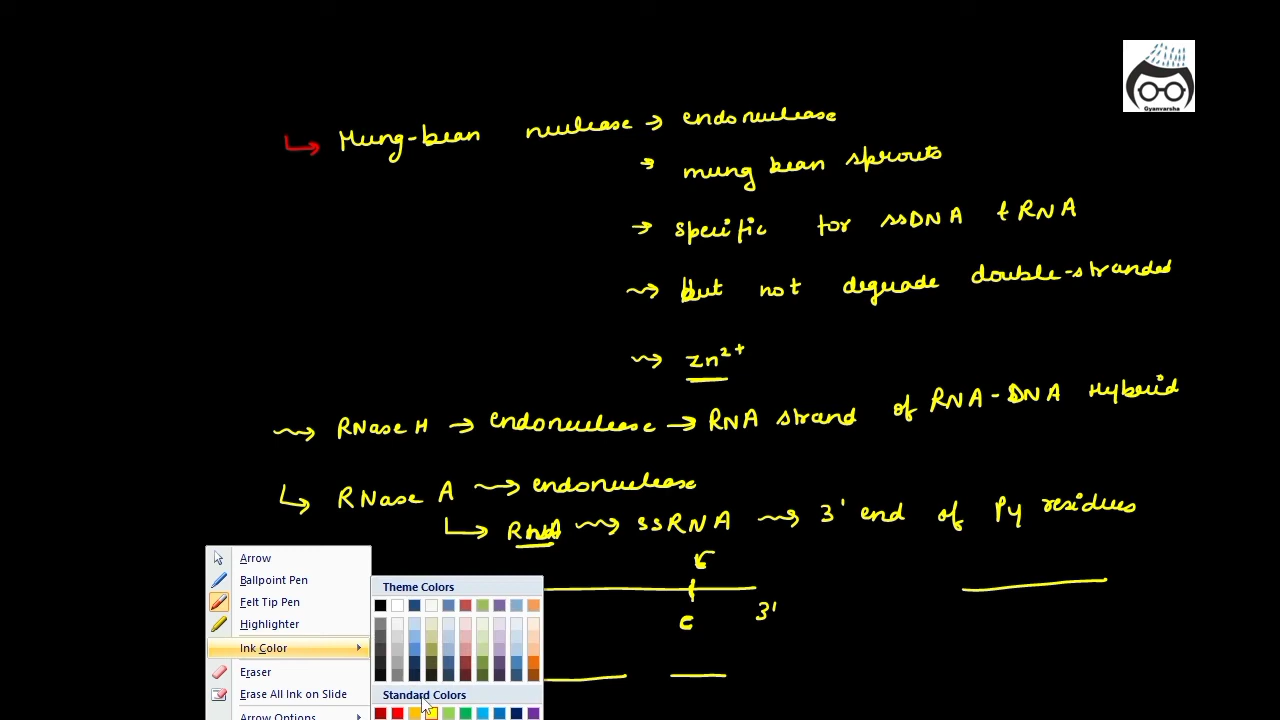 Gyanvarsha
Mung-bean nuclease → endonuclease
→ mung bean sprouts
→ specific for ssDNA & RNA
→ but not degrade double-stranded
→ Zn²⁺
→ RNase H → endonuclease → RNA strand of RNA-DNA Hybrid
↳ RNase A → endonuclease
↳ RNA → ssRNA → 3' end of Py residues
C 3'
Arrow
Ballpoint Pen
Felt Tip Pen
Highlighter
Ink Color
Eraser
Erase All Ink on Slide
Arrow Options
Theme Colors
Standard Colors